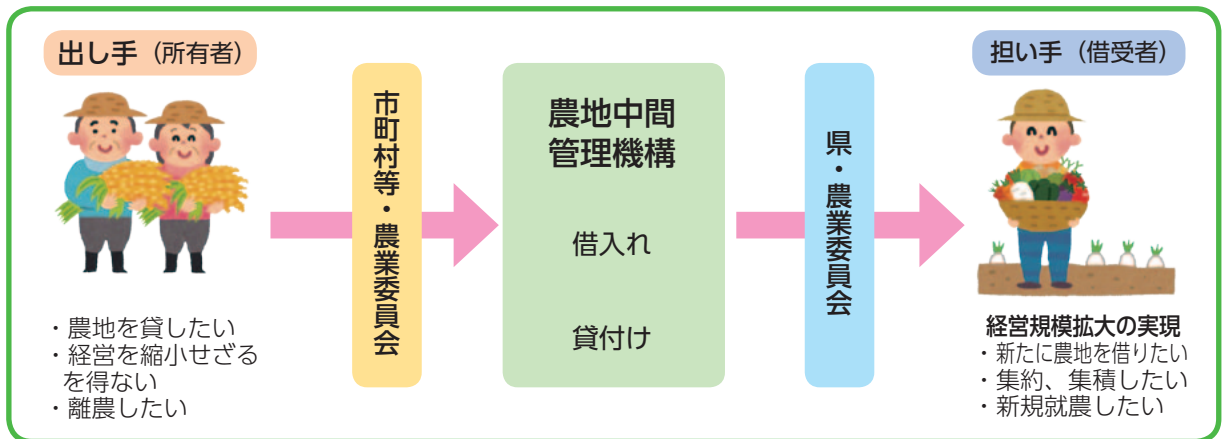 出し手（所有者）
・農地を貸したい
・経営を縮小せざる
を得ない
・離農したい
市町村等・農業委員会
農地中間
管理機構
借入れ
貸付け
県・農業委員会
担い手（借受者）
経営規模拡大の実現
・新たに農地を借りたい
・集約、集積したい
・新規就農したい